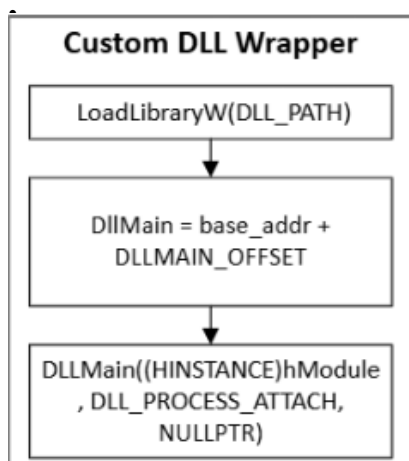 Custom DLL Wrapper
LoadLibraryW(DLL_PATH)
DllMain = base_addr +
DLLMAIN_OFFSET
DLLMain((HINSTANCE)hModule
, DLL_PROCESS_ATTACH,
NULLPTR)